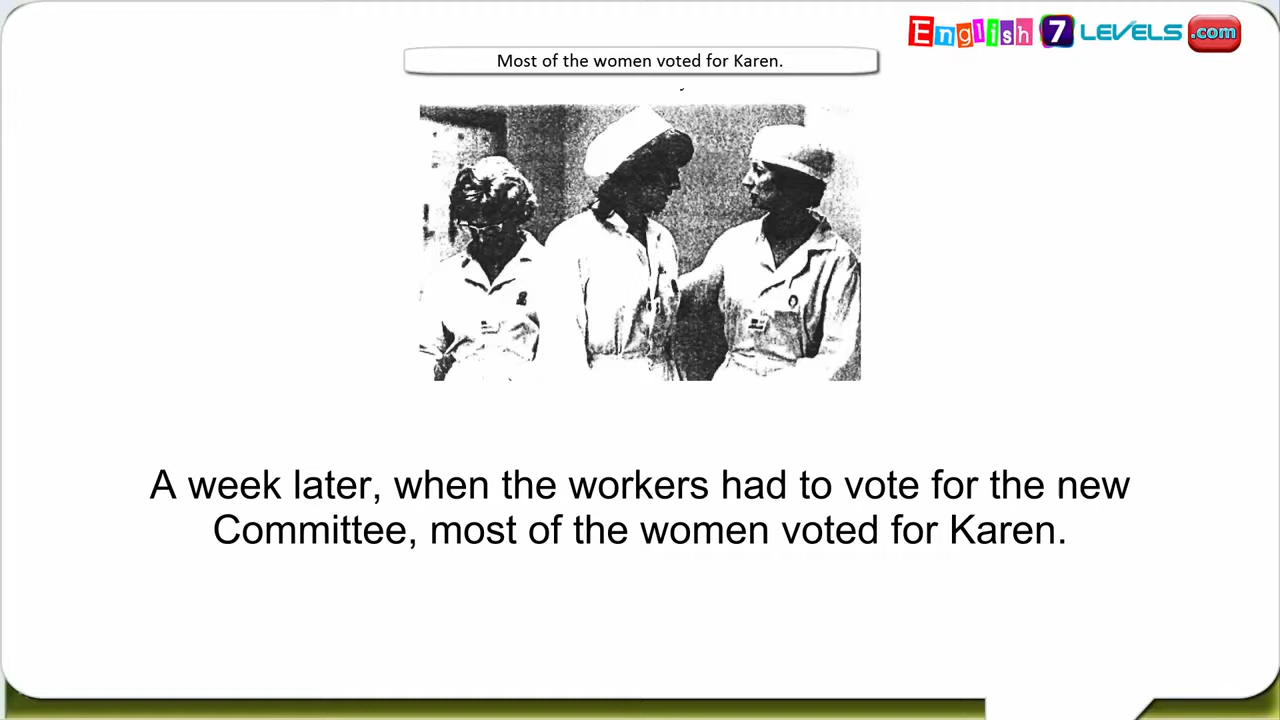 English 7 LEVELS .com
Most of the women voted for Karen.
A week later, when the workers had to vote for the new
Committee, most of the women voted for Karen.